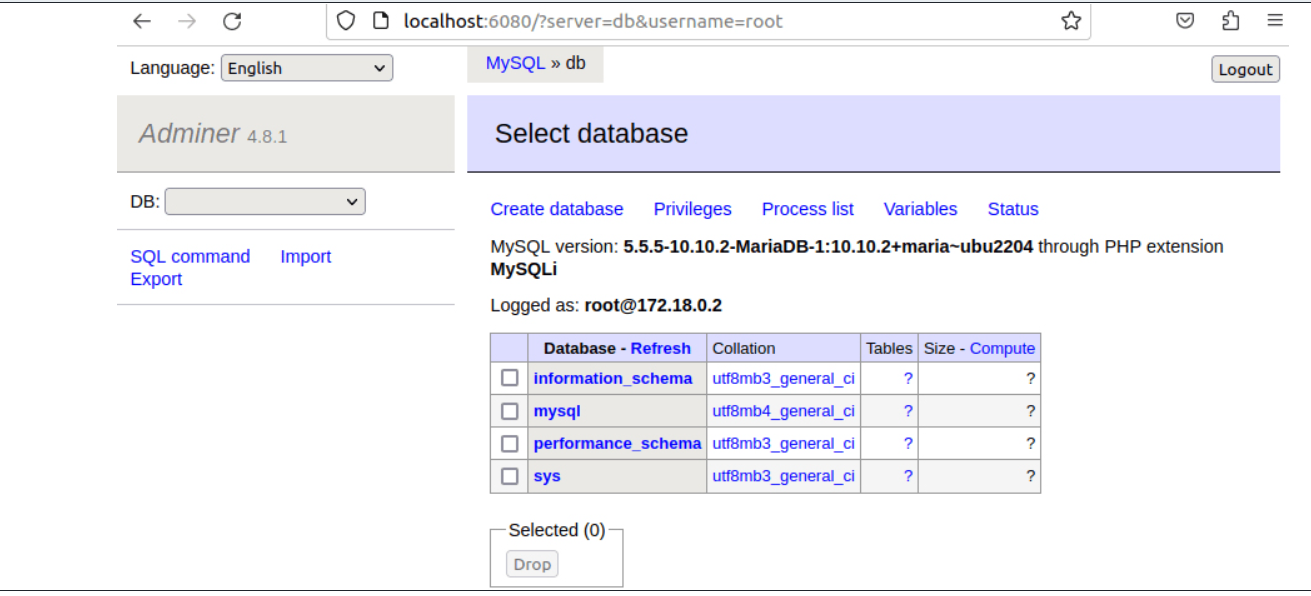 localhost:6080/?server=db&username=root
Language: English
MySQL » db
Logout
Adminer 4.8.1
Select database
DB:
SQL command Import
Export
Create database Privileges Process list Variables Status
MySQL version: 5.5.5-10.10.2-MariaDB-1:10.10.2+maria~ubu2204 through PHP extension
MySQLi
Logged as: root@172.18.0.2
Database - Refresh Collation Tables Size - Compute
information_schema utf8mb3_general_ci ? ?
mysql utf8mb4_general_ci ? ?
performance_schema utf8mb3_general_ci ? ?
sys utf8mb3_general_ci ? ?
Selected (0)
Drop